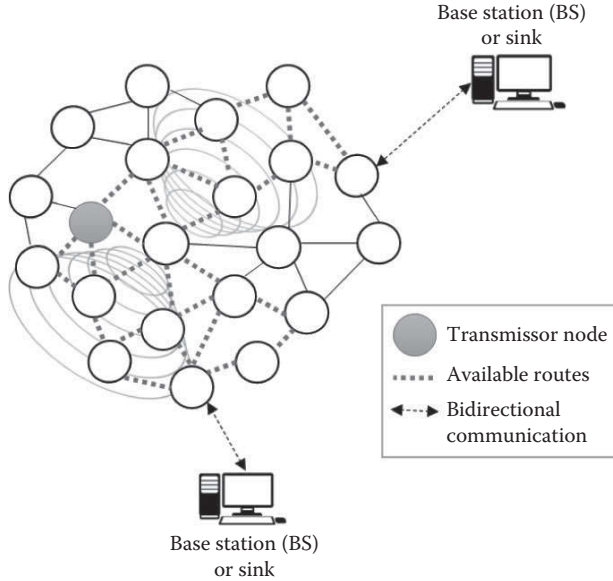 Base station (BS)
or sink
Transmissor node
Available routes
Bidirectional
communication
Base station (BS)
or sink